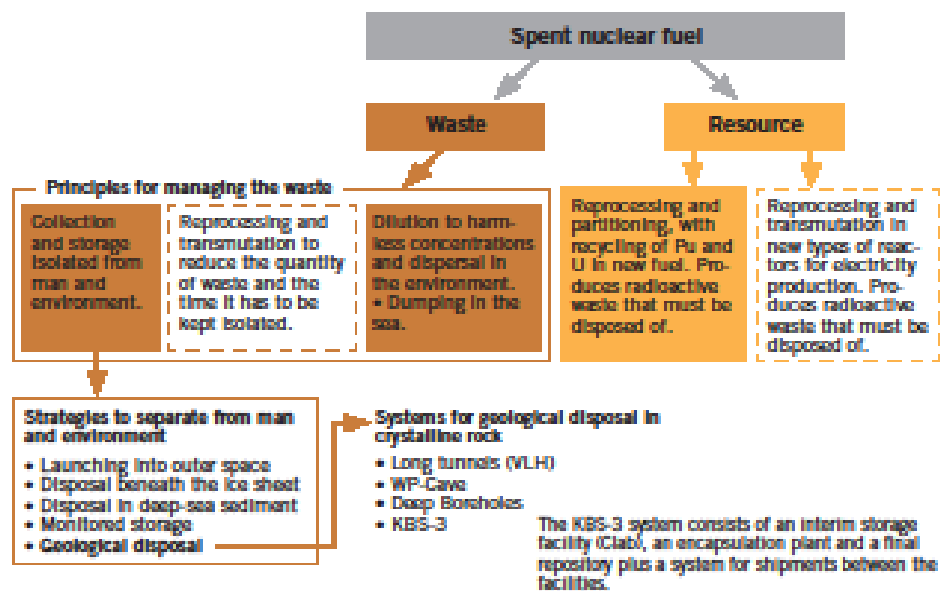 Spent nuclear fuel
Waste
Resource
Principles for managing the waste
Collection
and storage
isolated from
man and
environment.
Reprocessing and
transmutation to
reduce the quantity
of waste and the
time it has to be
kept isolated.
Dilution to harm-
less concentrations
and dispersal in
the environment.
• Dumping in the
sea.
Reprocessing and
partitioning, with
recycling of Pu and
U in new fuel. Pro-
duces radioactive
waste that must be
disposed of.
Reprocessing and
transmutation in
new types of reac-
tors for electricity
production. Pro-
duces radioactive
waste that must be
disposed of.
Strategies to separate from man
and environment
• Launching into outer space
• Disposal beneath the ice sheet
• Disposal in deep-sea sediment
• Monitored storage
• Geological disposal
Systems for geological disposal in
crystalline rock
• Long tunnels (VLH)
• WP-Cave
• Deep Boreholes
• KBS-3
The KBS-3 system consists of an interim storage
facility (Clab), an encapsulation plant and a final
repository plus a system for shipments between the
facilities.